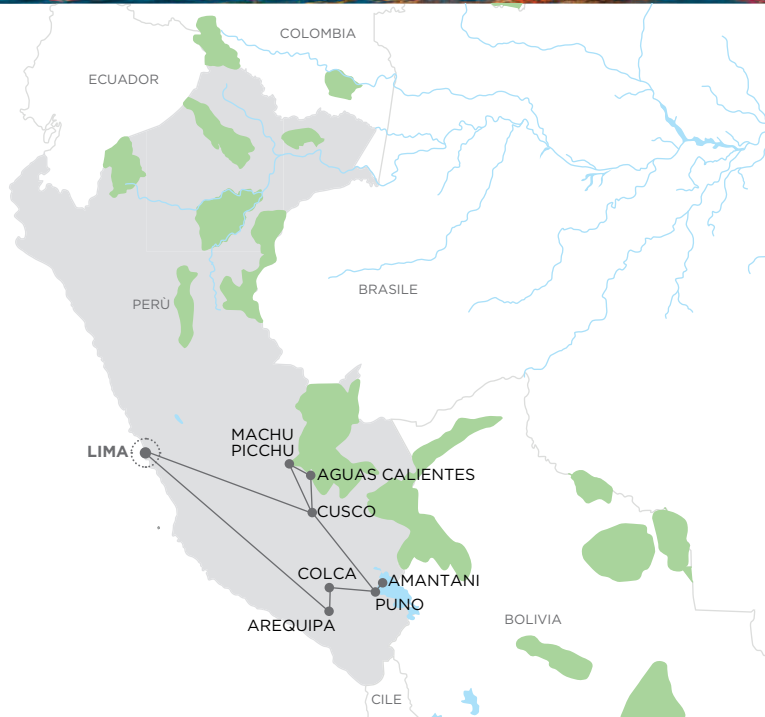 COLOMBIA
ECUADOR
BRASILE
PERÙ
MACHU
PICCHU
LIMA
AGUAS CALIENTES
CUSCO
COLCA
AMANTANI
PUNO
AREQUIPA
BOLIVIA
CILE